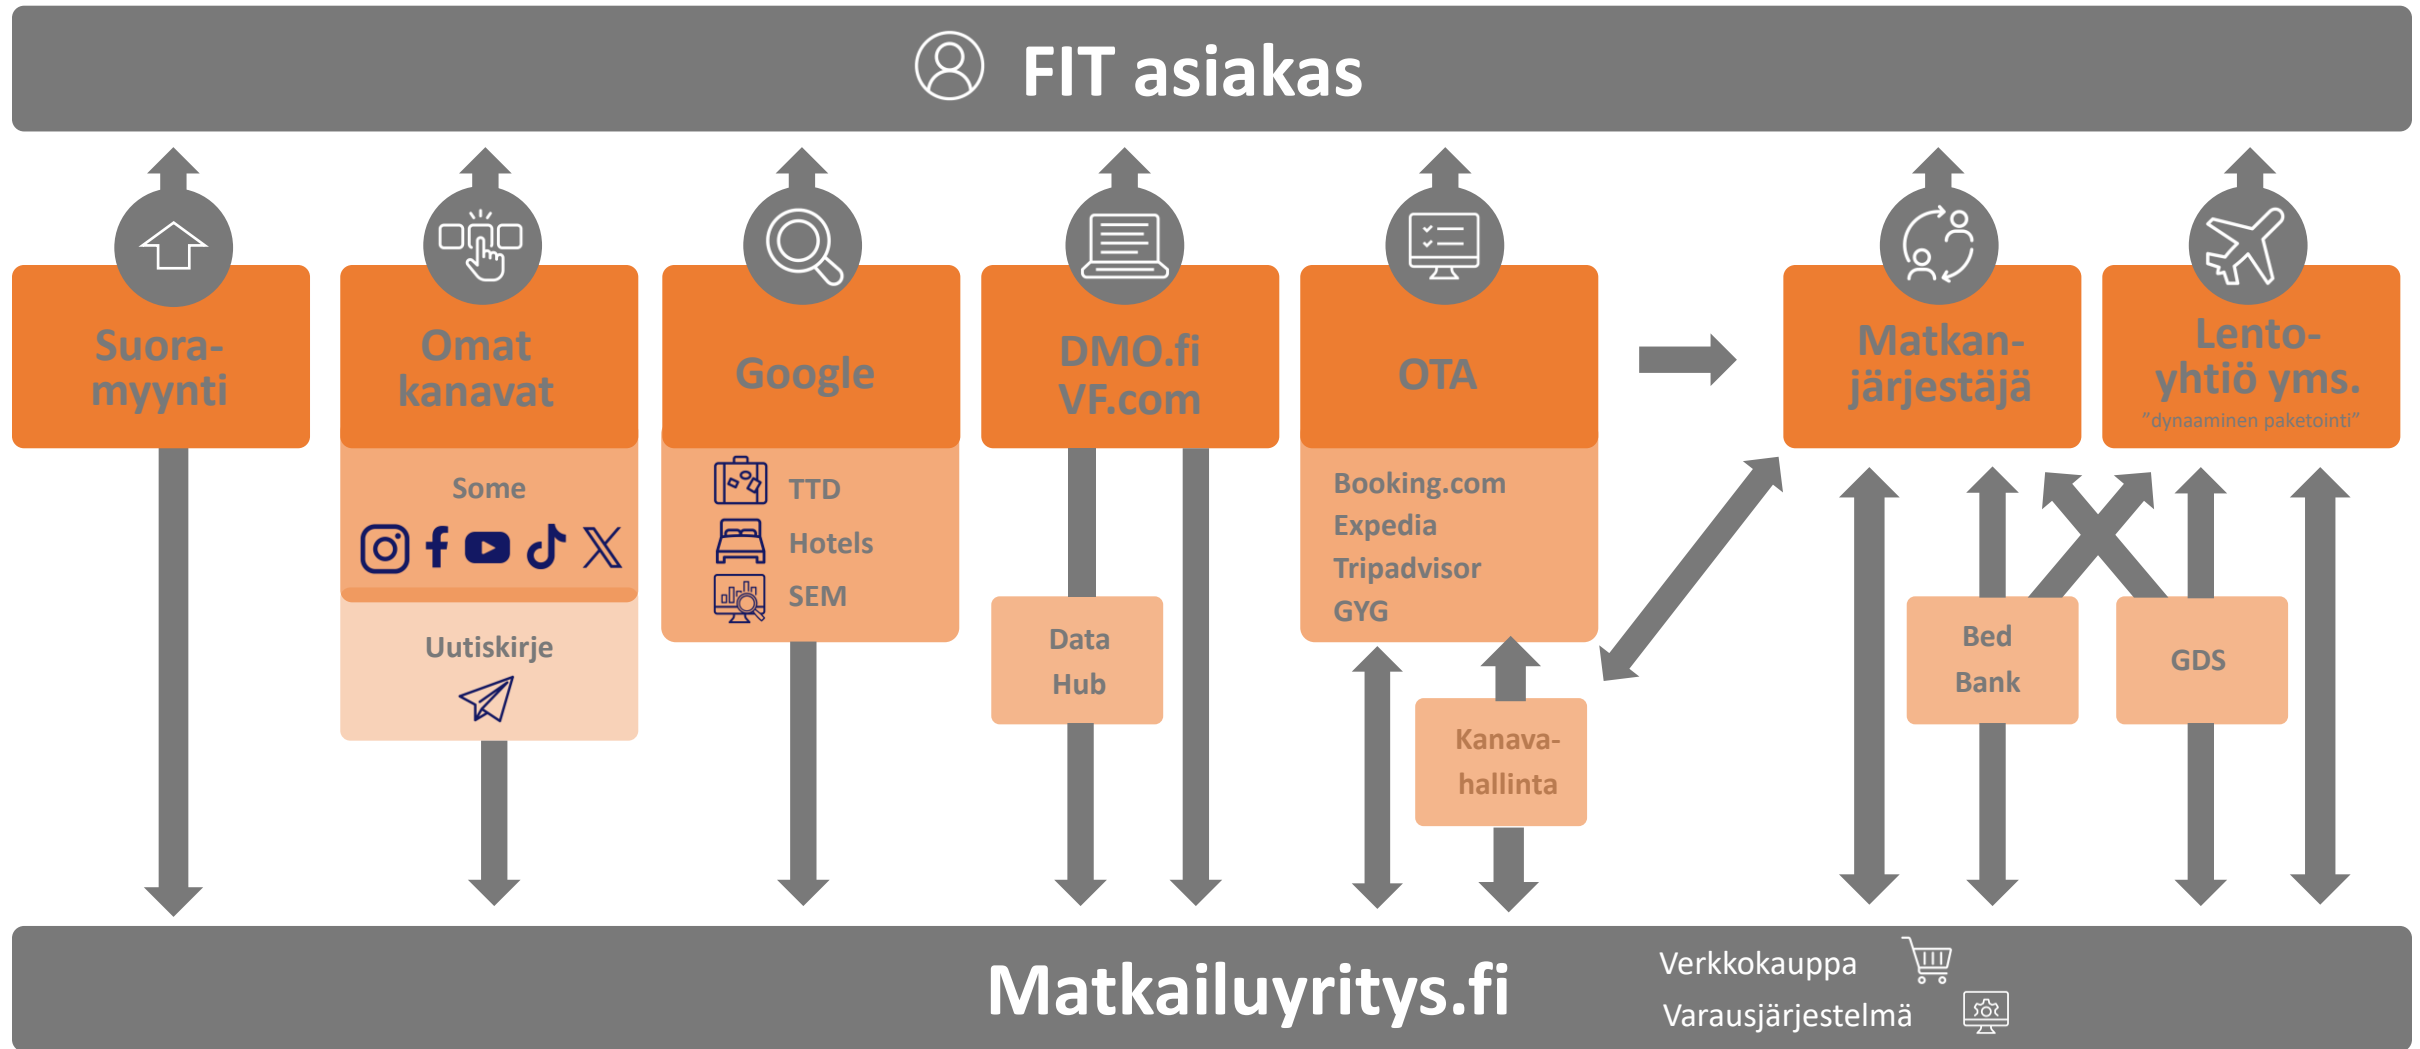 FIT asiakas
Suora-
myynti
Omat
kanavat
Some
Uutiskirje
Google
TTD
Hotels
SEM
DMO.fi
VF.com
Data
Hub
OTA
Booking.com
Expedia
Tripadvisor
GYG
Kanava-
hallinta
Matkan-
järjestäjä
Lento-
yhtiö yms.
"dynaaminen paketointi"
Bed
Bank
GDS
Matkailuyritys.fi
Verkkokauppa
Varausjärjestelmä